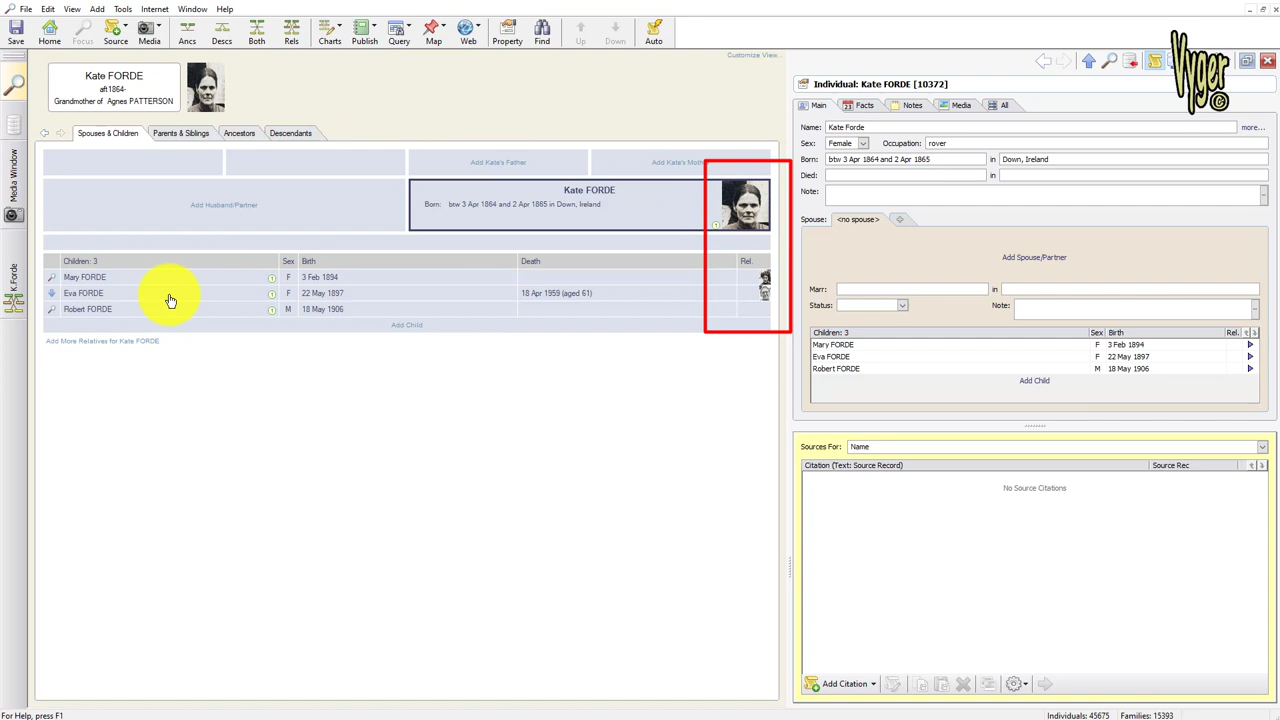 File Edit View Add Tools Internet Window Help
Save Home Focus Source Media Ancs Descs Both Rels Charts Publish Query Map Web Property Find Up Down Auto
Vyger ©
Customize View...
Kate FORDE
aft1864-
Grandmother of Agnes PATTERSON
Spouses & Children Parents & Siblings Ancestors Descendants
Add Kate's Father Add Kate's Moth
Add Husband/Partner
Kate FORDE
Born: btw 3 Apr 1864 and 2 Apr 1865 in Down, Ireland
Children: 3 Sex Birth Death Rel.
Mary FORDE F 3 Feb 1894
Eva FORDE F 22 May 1897 18 Apr 1959 (aged 61)
Robert FORDE M 18 May 1906
Add Child
Add More Relatives for Kate FORDE
Media Window
K.Forde
Individual: Kate FORDE [10372]
Main Facts Notes Media All
Name: Kate Forde more...
Sex: Female Occupation: rover
Born: btw 3 Apr 1864 and 2 Apr 1865 in Down, Ireland
Died: in
Note:
Spouse: <no spouse>
Add Spouse/Partner
Marr: in
Status: Note:
Children: 3 Sex Birth Rel.
Mary FORDE F 3 Feb 1894
Eva FORDE F 22 May 1897
Robert FORDE M 18 May 1906
Add Child
Sources For: Name
Citation (Text: Source Record) Source Rec
No Source Citations
Add Citation
For Help, press F1 Individuals: 45675 Families: 15393